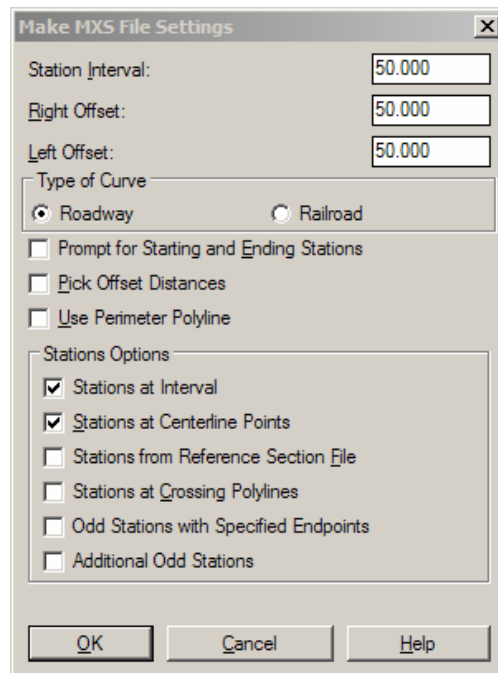 Make MXS File Settings
Station Interval: 50.000
Right Offset: 50.000
Left Offset: 50.000
Type of Curve
Roadway Railroad
Prompt for Starting and Ending Stations
Pick Offset Distances
Use Perimeter Polyline
Stations Options
Stations at Interval
Stations at Centerline Points
Stations from Reference Section File
Stations at Crossing Polylines
Odd Stations with Specified Endpoints
Additional Odd Stations
OK Cancel Help